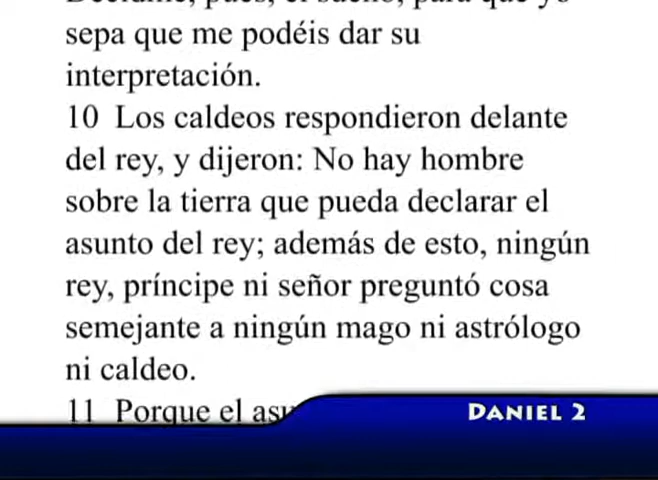 sepa que me podéis dar su
interpretación.
10 Los caldeos respondieron delante
del rey, y dijeron: No hay hombre
sobre la tierra que pueda declarar el
asunto del rey; además de esto, ningún
rey, príncipe ni señor preguntó cosa
semejante a ningún mago ni astrólogo
ni caldeo.
11 Porque el
DANIEL 2